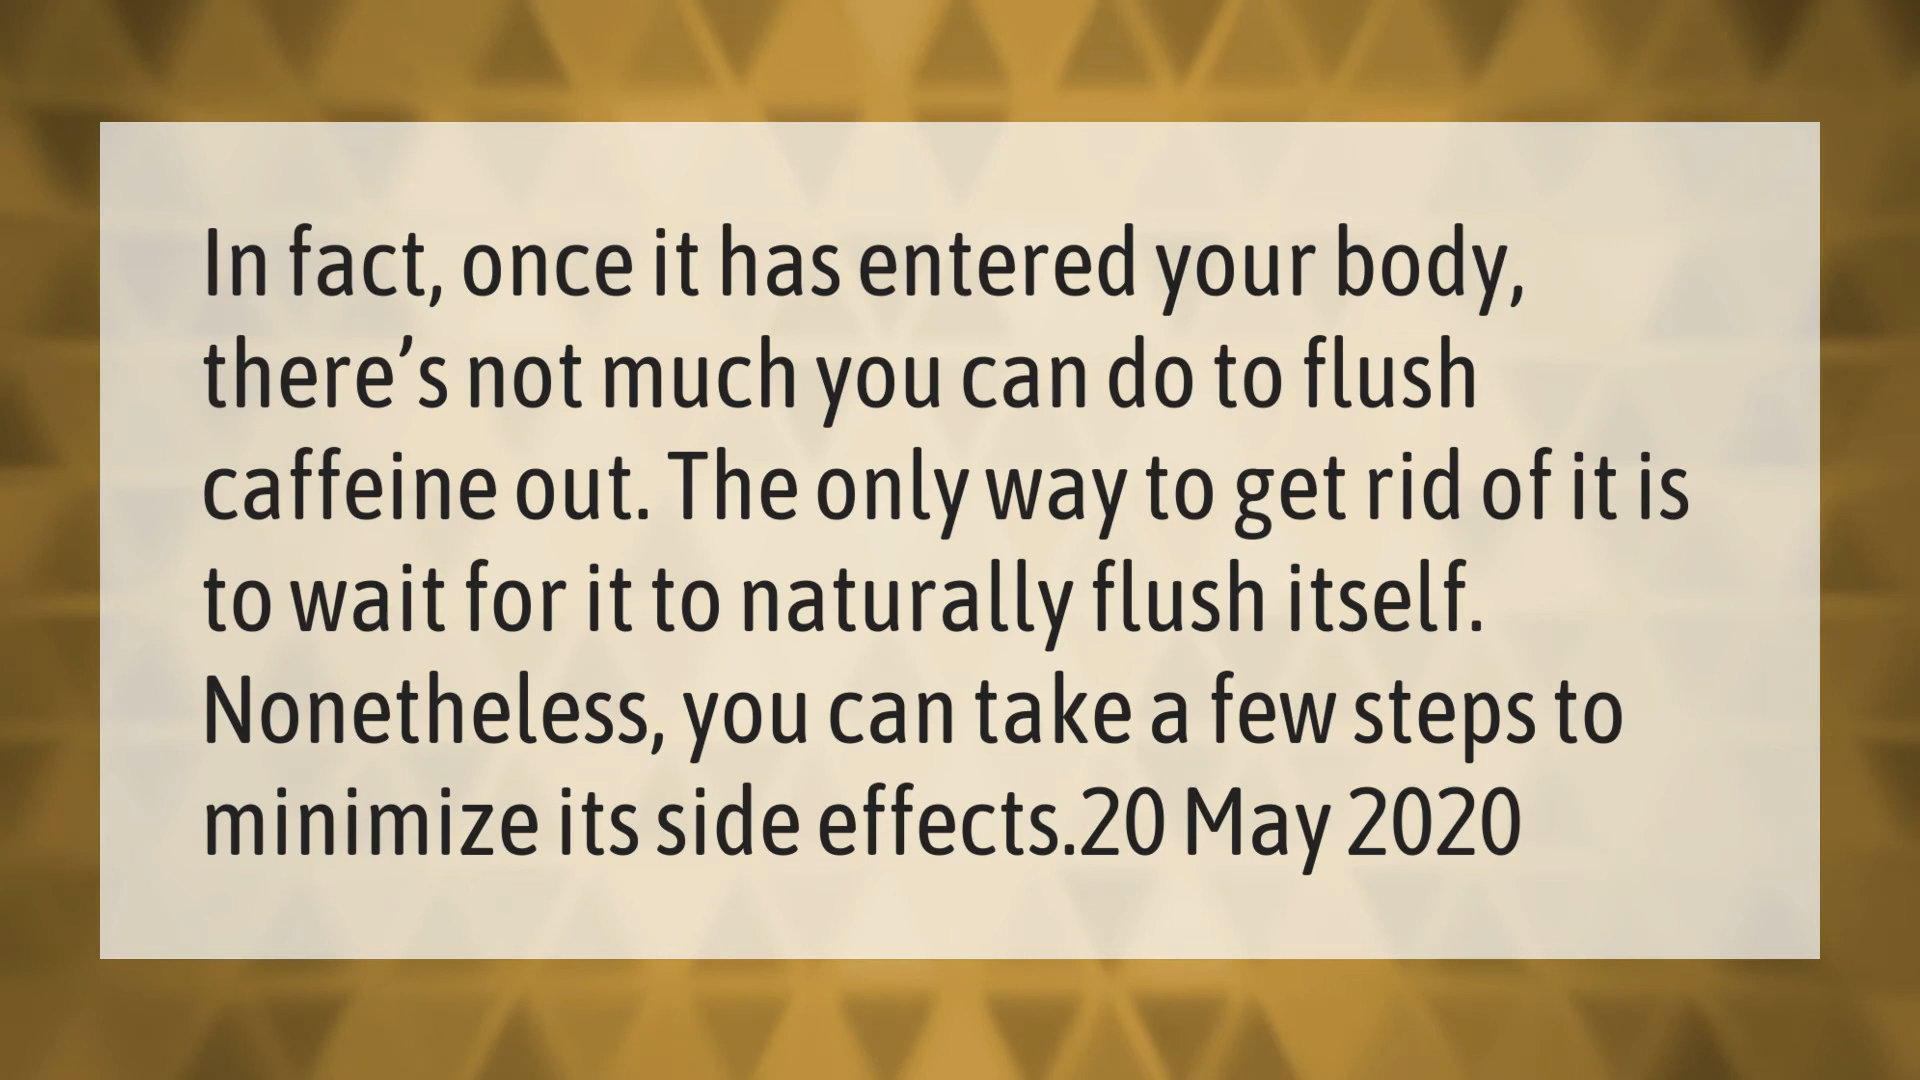 In fact, once it has entered your body,
there’s not much you can do to flush
caffeine out. The only way to get rid of it is
to wait for it to naturally flush itself.
Nonetheless, you can take a few steps to
minimize its side effects.20 May 2020